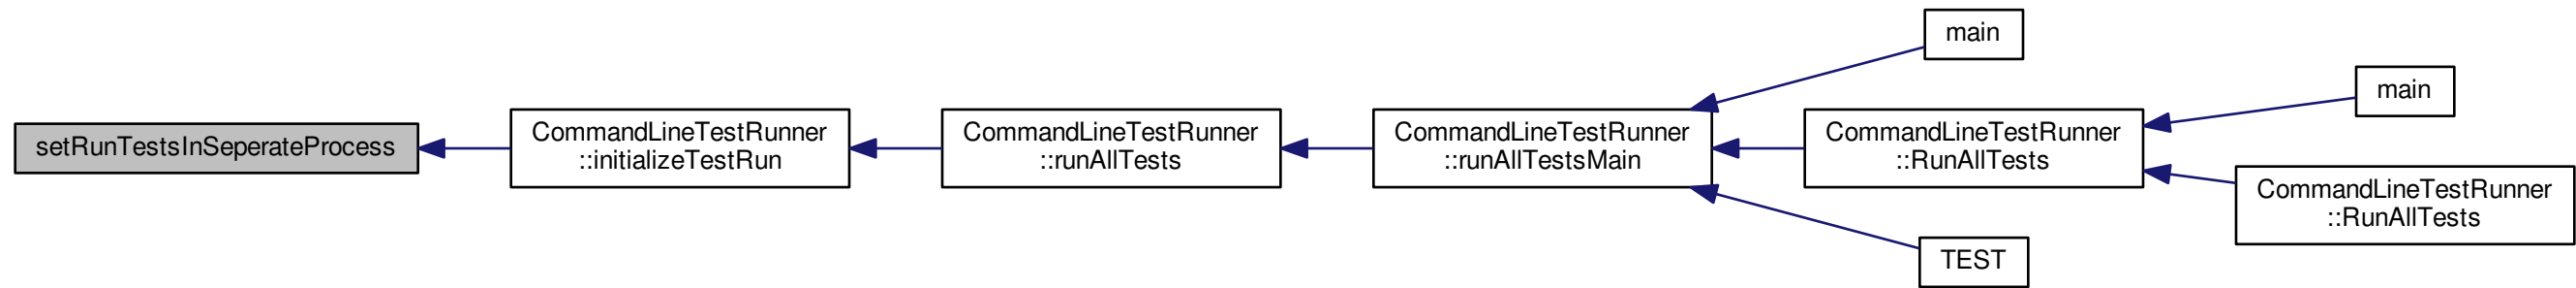 setRunTestsInSeperateProcess
CommandLineTestRunner
::initializeTestRun
CommandLineTestRunner
::runAllTests
CommandLineTestRunner
::runAllTestsMain
main
CommandLineTestRunner
::RunAllTests
TEST
main
CommandLineTestRunner
::RunAllTests